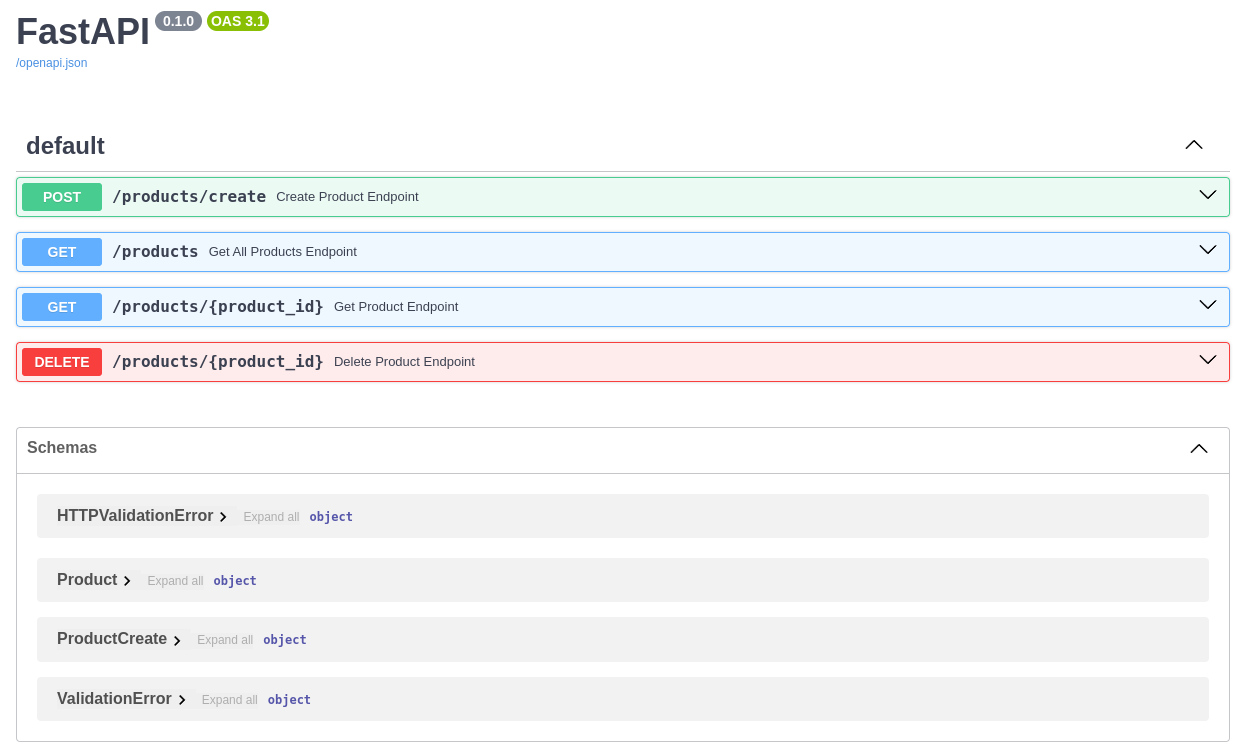 FastAPI 0.1.0 OAS 3.1
/openapi.json
default
POST /products/create Create Product Endpoint
GET /products Get All Products Endpoint
GET /products/{product_id} Get Product Endpoint
DELETE /products/{product_id} Delete Product Endpoint
Schemas
HTTPValidationError Expand all object
Product Expand all object
ProductCreate Expand all object
ValidationError Expand all object